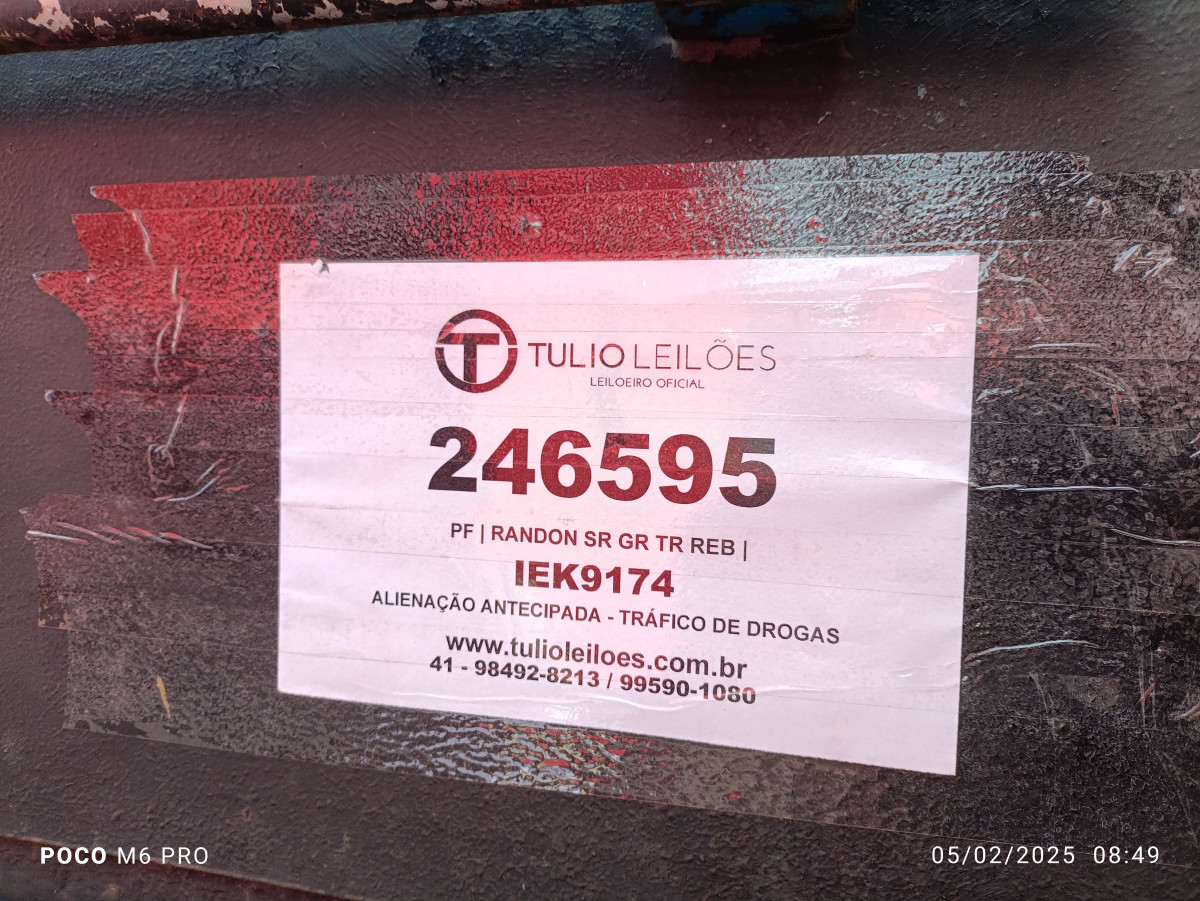 TULIO LEILÕES
LEILOEIRO OFICIAL
246595
PF | RANDON SR GR TR REB |
IEK9174
ALIENAÇÃO ANTECIPADA - TRÁFICO DE DROGAS
www.tulioleiloes.com.br
41 - 98492-8213 / 99590-1080
POCO M6 PRO
05/02/2025 08:49